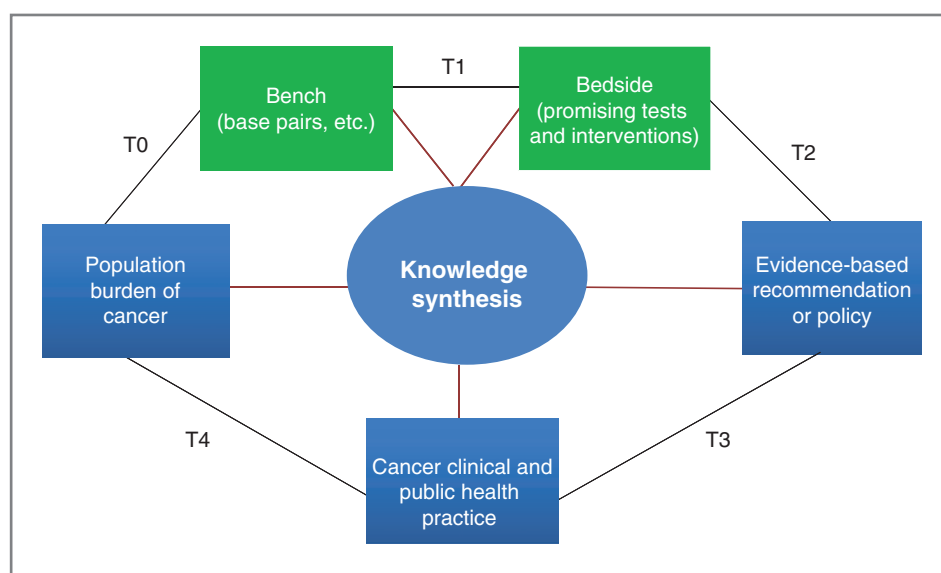 T1
Bench
(base pairs, etc.)
Bedside
(promising tests
and interventions)
T0
T2
Population
burden of
cancer
Knowledge
synthesis
Evidence-based
recommendation
or policy
T4
T3
Cancer clinical and
public health
practice